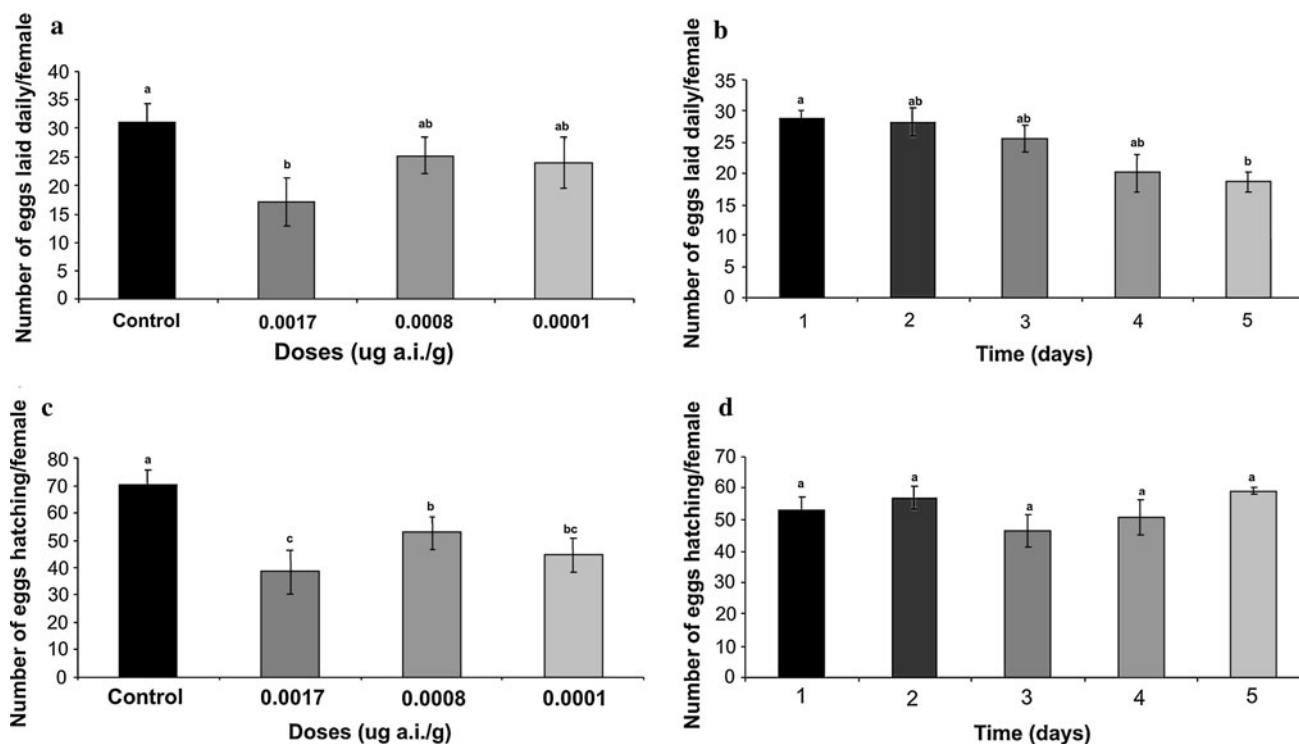 a
Number of eggs laid daily/female
40
35
30
25
20
15
10
5
0
a
b
ab
ab
Control 0.0017 0.0008 0.0001
Doses (ug a.i./g)
b
Number of eggs laid daily/female
35
30
25
20
15
10
5
0
a
ab
ab
ab
b
1 2 3 4 5
Time (days)
c
Number of eggs hatching/female
80
70
60
50
40
30
20
10
0
a
c
b
bc
Control 0.0017 0.0008 0.0001
Doses (ug a.i./g)
d
Number of eggs hatching/female
70
60
50
40
30
20
10
0
a
a
a
a
a
1 2 3 4 5
Time (days)